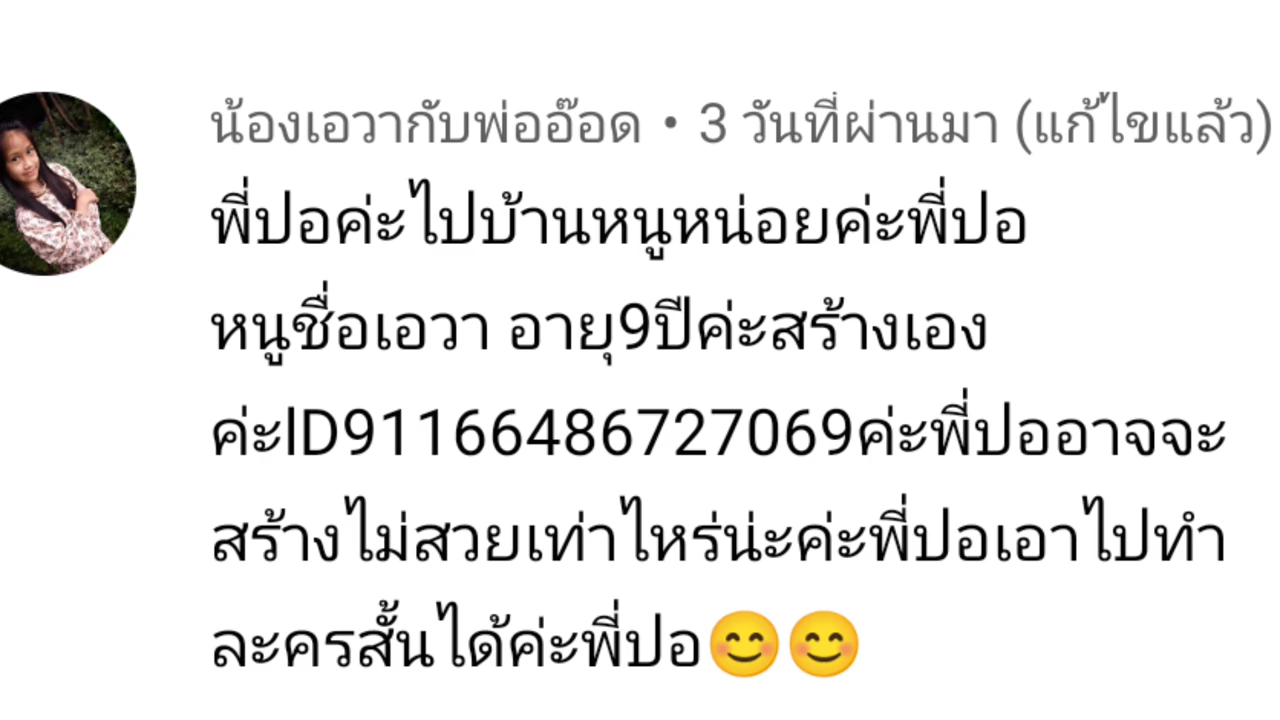 น้องเอวากับพ่ออ๊อด • 3 วันที่ผ่านมา (แก้ไขแล้ว)
พี่ปอค่ะไปบ้านหนูหน่อยค่ะพี่ปอ
หนูชื่อเอวา อายุ9ปีค่ะสร้างเอง
ค่ะID91166486727069ค่ะพี่ปออาจจะ
สร้างไม่สวยเท่าไหร่น่ะค่ะพี่ปอเอาไปทำ
ละครสั้นได้ค่ะพี่ปอ😊😊